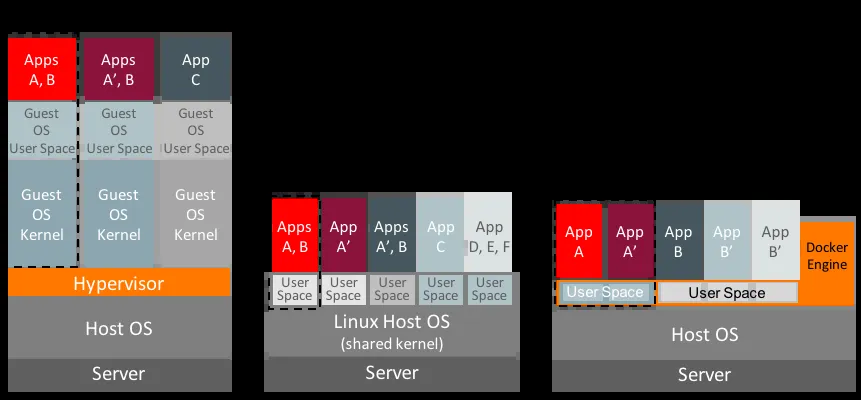 Apps
A, B
Apps
A’, B
App
C
Guest
OS
User Space
Guest
OS
User Space
Guest
OS
User Space
Guest
OS
Kernel
Guest
OS
Kernel
Guest
OS
Kernel
Hypervisor
Host OS
Server
Apps
A, B
App
A’
Apps
A’, B
App
C
App
D, E, F
User
Space
User
Space
User
Space
User
Space
User
Space
Linux Host OS
(shared kernel)
Server
App
A
App
A’
App
B
App
B’
App
B’
Docker
Engine
User Space
User Space
Host OS
Server